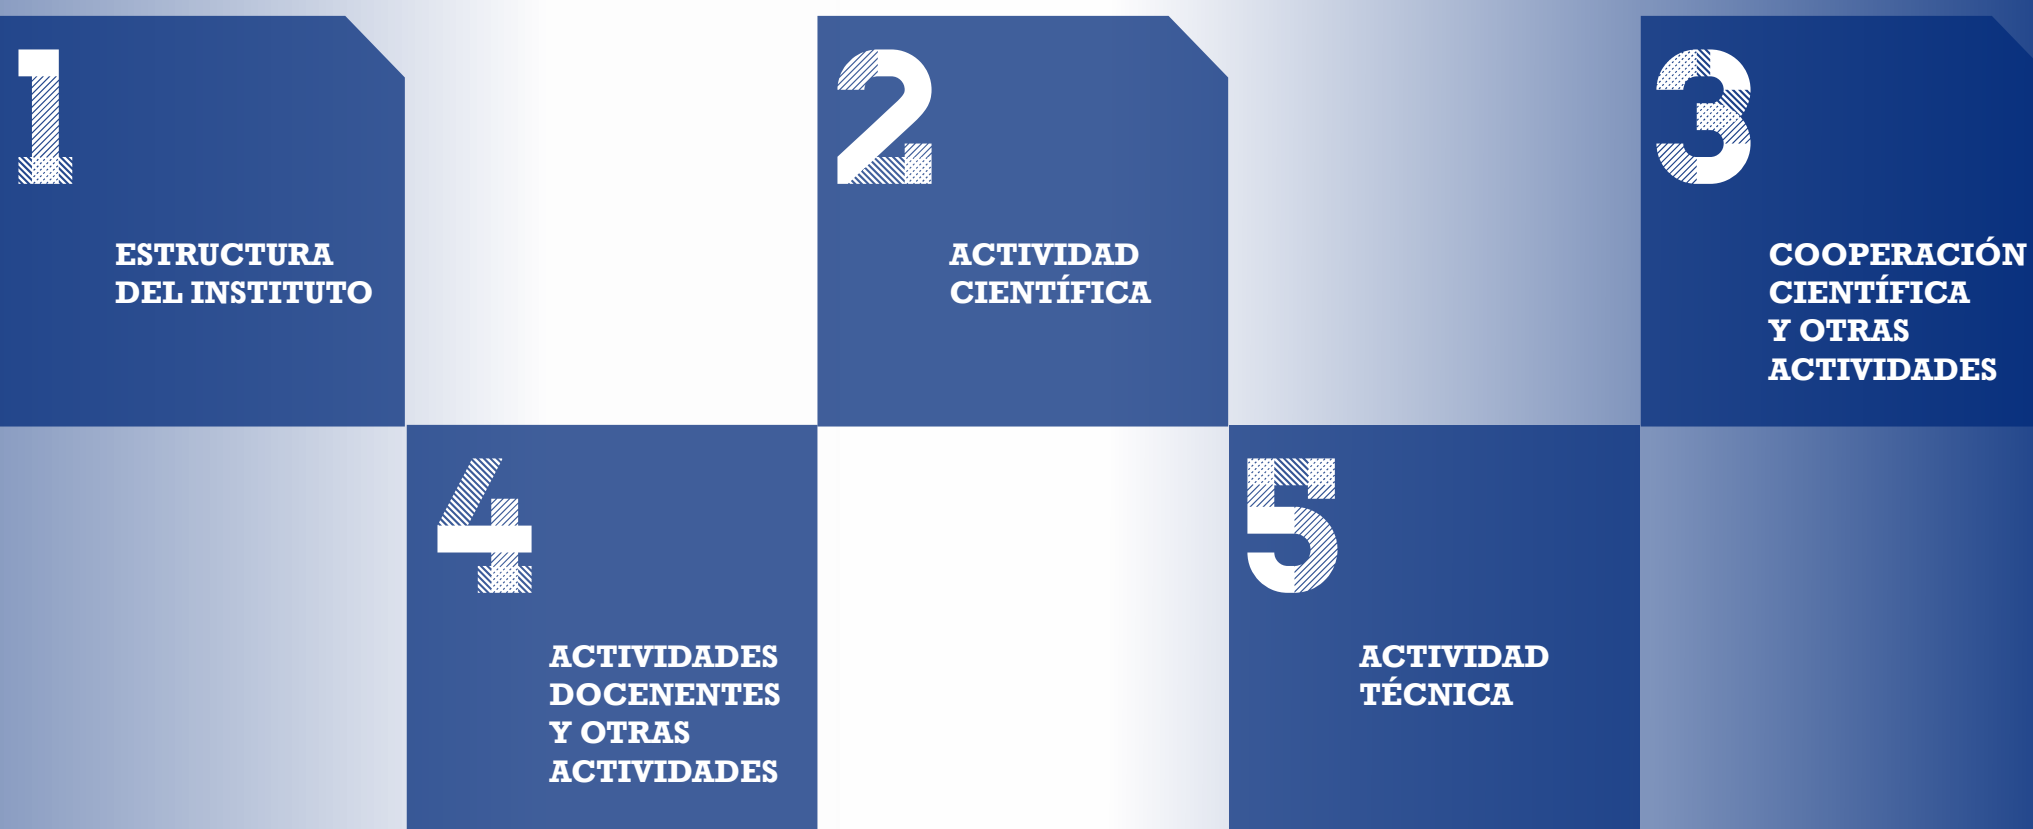 1
ESTRUCTURA
DEL INSTITUTO
2
ACTIVIDAD
CIENTÍFICA
3
COOPERACIÓN
CIENTÍFICA
Y OTRAS
ACTIVIDADES
4
ACTIVIDADES
DOCENENTES
Y OTRAS
ACTIVIDADES
5
ACTIVIDAD
TÉCNICA